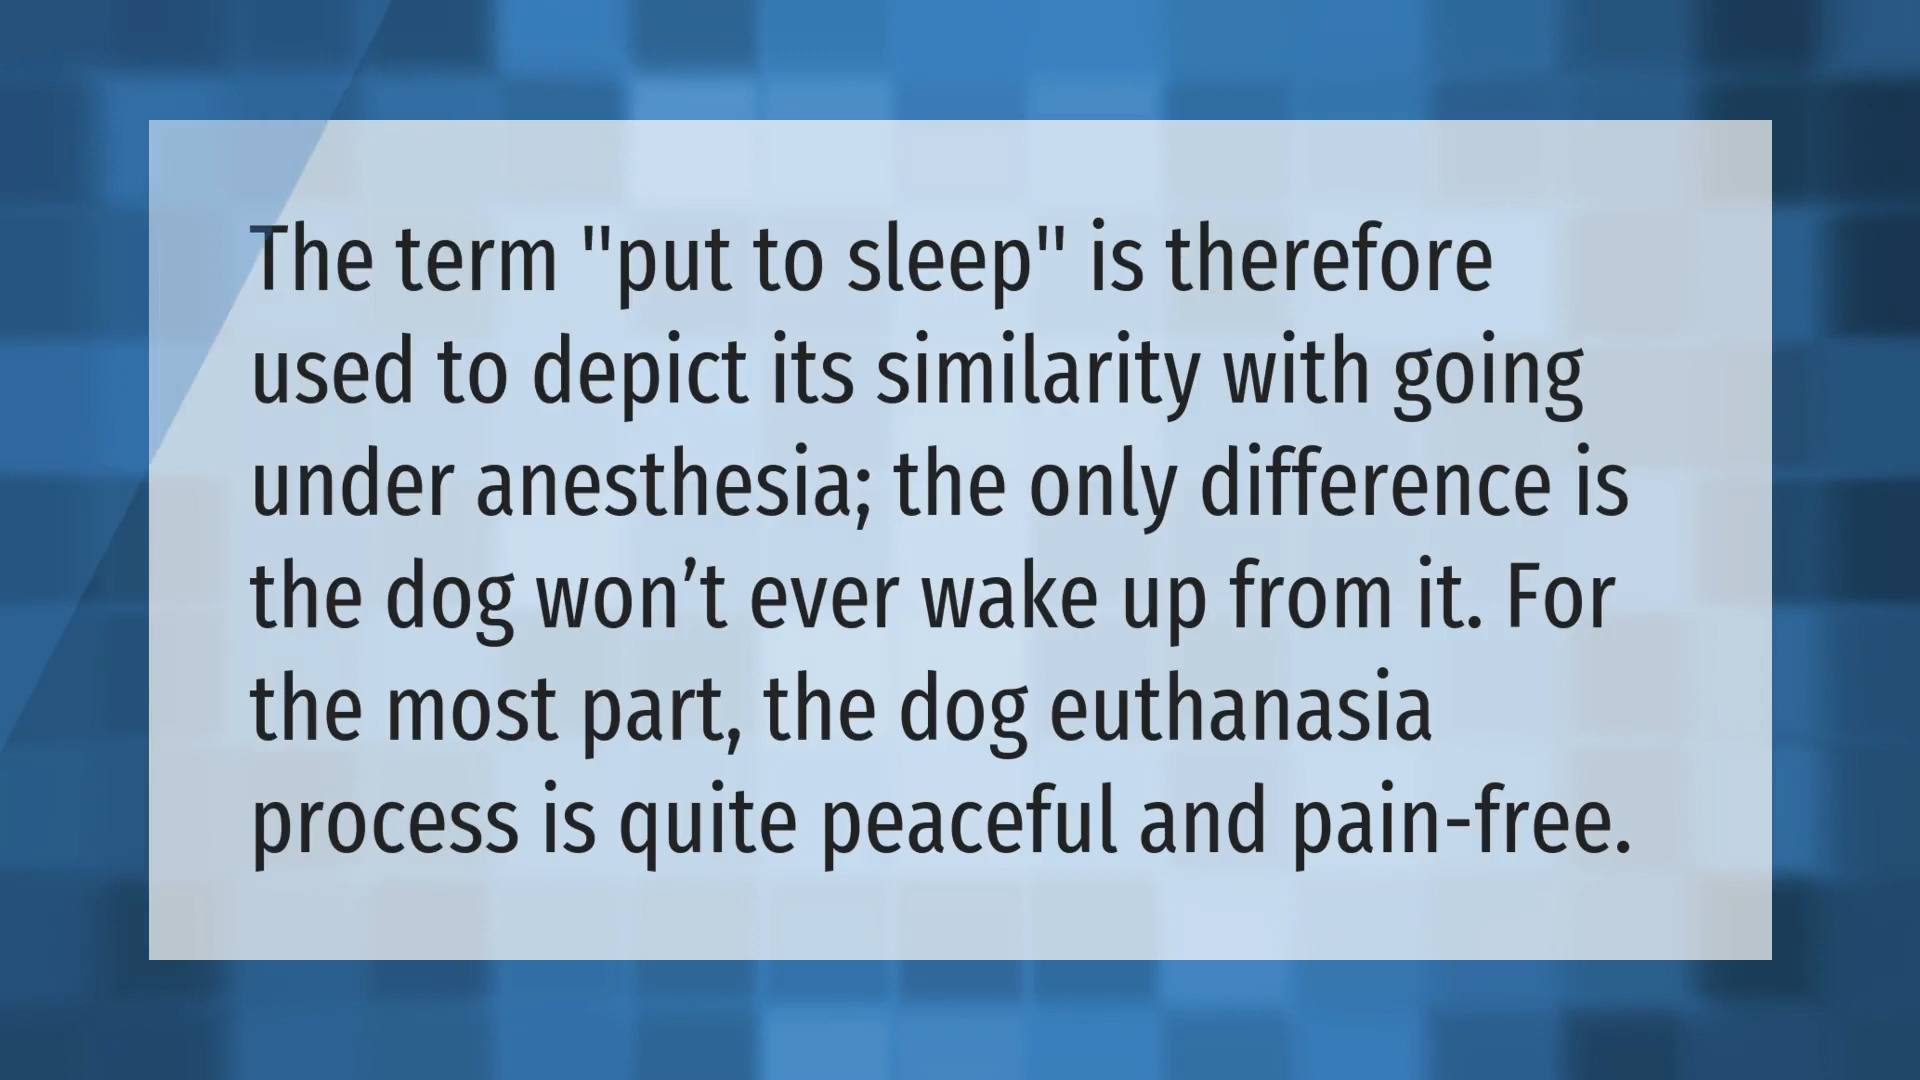 The term "put to sleep" is therefore
used to depict its similarity with going
under anesthesia; the only difference is
the dog won’t ever wake up from it. For
the most part, the dog euthanasia
process is quite peaceful and pain-free.